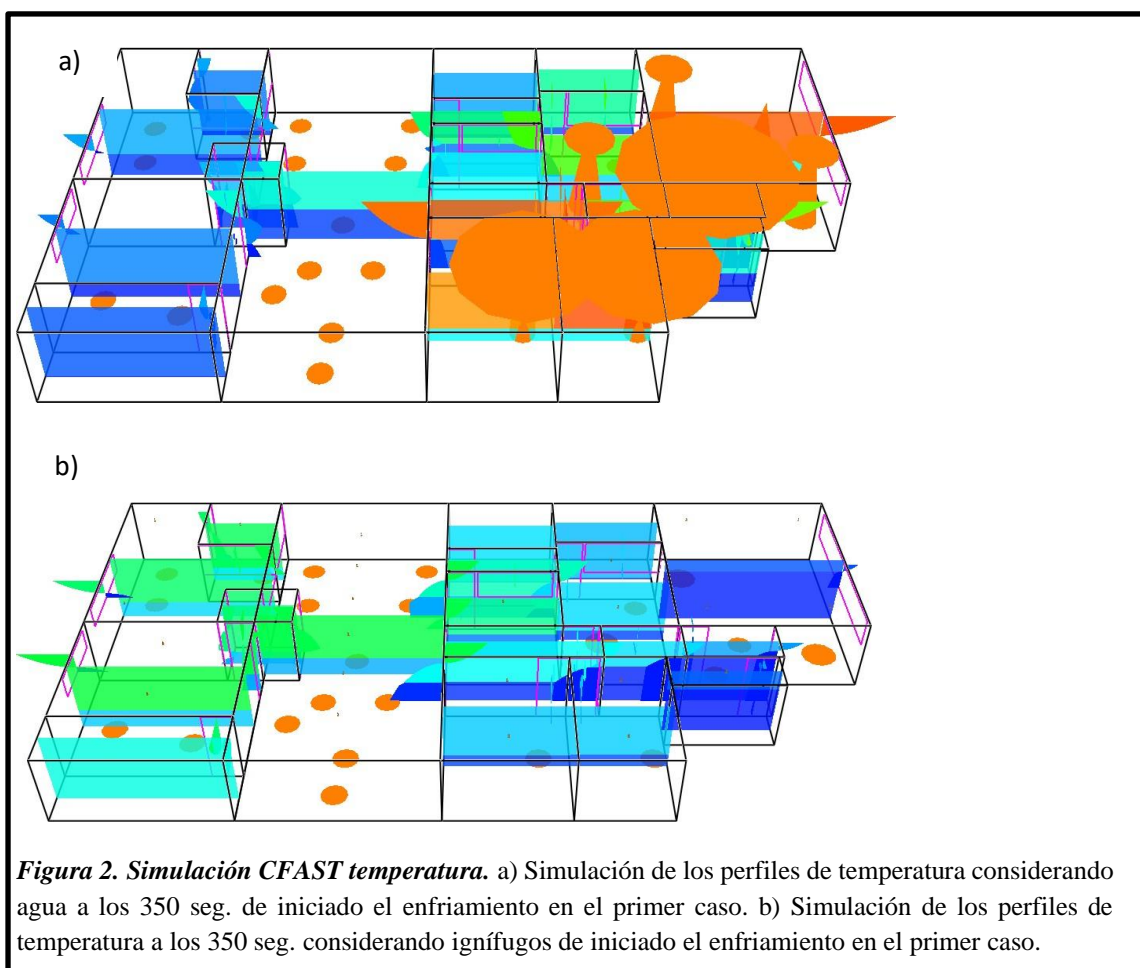 a)
b)
Figura 2. Simulación CFAST temperatura. a) Simulación de los perfiles de temperatura considerando
agua a los 350 seg. de iniciado el enfriamiento en el primer caso. b) Simulación de los perfiles de
temperatura a los 350 seg. considerando ignífugos de iniciado el enfriamiento en el primer caso.